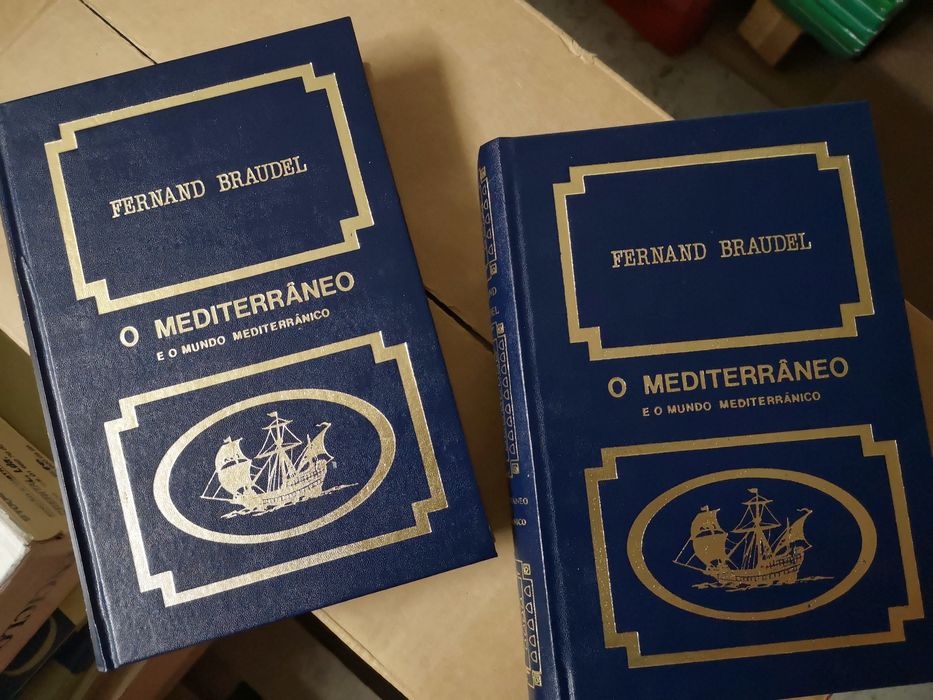 FERNAND BRAUDEL
O MEDITERRÂNEO
E O MUNDO MEDITERRÂNICO
FERNAND BRAUDEL
O MEDITERRÂNEO
E O MUNDO MEDITERRÂNICO